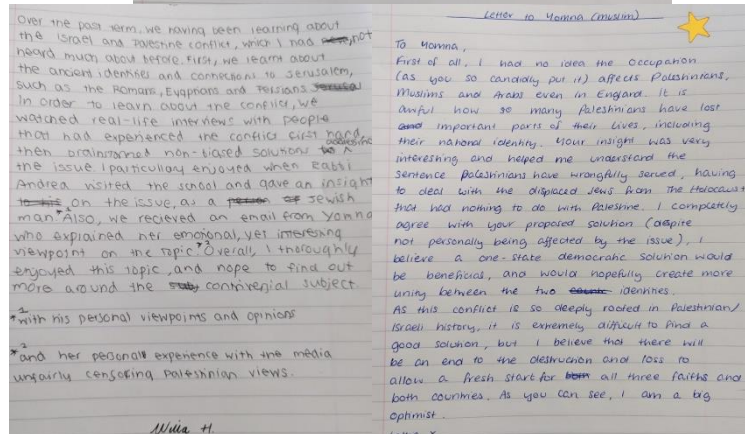 Over the past term, we having been learning about
the Israel and Palestine conflict, which I had not
heard much about before. First, we learnt about
the ancient identities and connections to Jerusalem,
such as the Romans, Eygptians and Persians
In order to learn about the conflict, we
watched real-life interviews with people
that had experienced the conflict first hand,
then brainstormed non-biased solutions
the issue I particullary enjoyed when Rabbi
Andrea visited the school and gave an insight
on the issue, as a Jewish
man *1 Also, we recieved an email from Yomna
who explained her emotional, yet interesting
viewpoint on the topic *2 Overall, I thoroughly
enjoyed this topic, and hope to find out
more around the controvertial subject
*1 with his personal viewpoints and opinions
*2 and her personal experience with the media
unfairly censoring Palestinian views.
H.
Letter to Yomna (muslim)
To Yomna,
First of all, I had no idea the occupation
(as you so candidly put it) affects Palestinians,
Muslims and Arabs even in England. It is
awful how so many Palestinians have lost
important parts of their lives, including
their national identity. Your insight was very
interesting and helped me understand the
sentence Palestinians have wrongfully served, having
to deal with the displaced Jews from the Holocaust
that had nothing to do with Palestine. I completely
agree with your proposed solution (despite
not personally being affected by the issue), I
believe a one-state democratic solution would
be beneficial, and would hopefully create more
unity between the two identities.
As this conflict is so deeply rooted in Palestinian/
Israeli history, it is extremely difficult to find a
good solution, but I believe that there will
be an end to the destruction and loss to
allow a fresh start for all three faiths and
both countries. As you can see, I am a big
optimist.